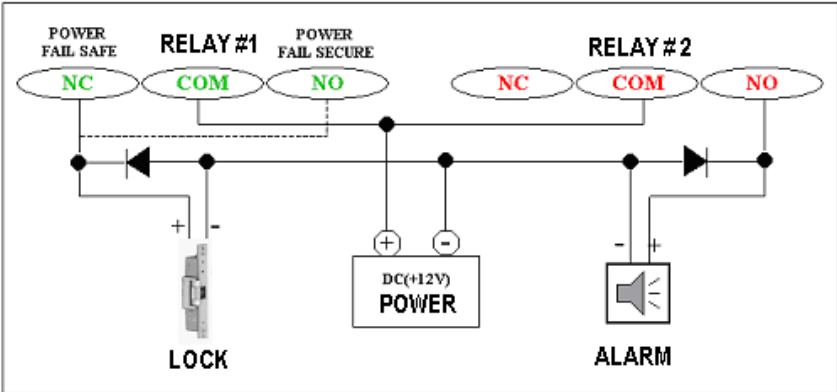 POWER FAIL SAFE
RELAY #1
POWER FAIL SECURE
RELAY # 2
NC
COM
NO
NC
COM
NO
+
-
+
-
-
+
DC(+12V)
POWER
LOCK
ALARM